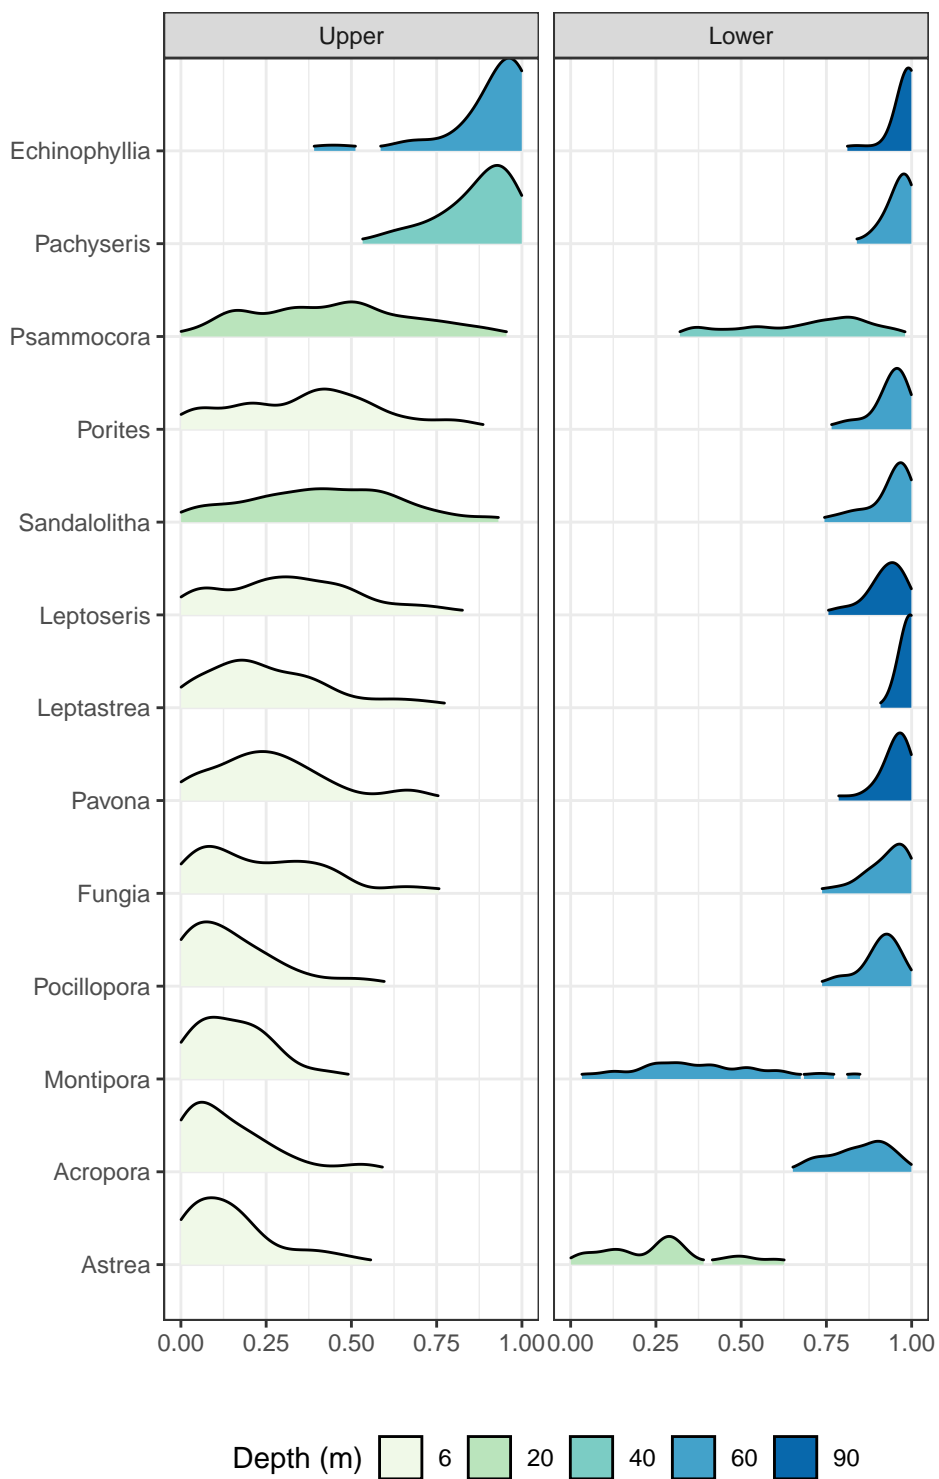 Upper Lower
Echinophyllia
Pachyseris
Psammocora
Porites
Sandalolitha
Leptoseris
Leptastrea
Pavona
Fungia
Pocillopora
Montipora
Acropora
Astrea
0.00 0.25 0.50 0.75 1.00 0.00 0.25 0.50 0.75 1.00
Depth (m) 6 20 40 60 90